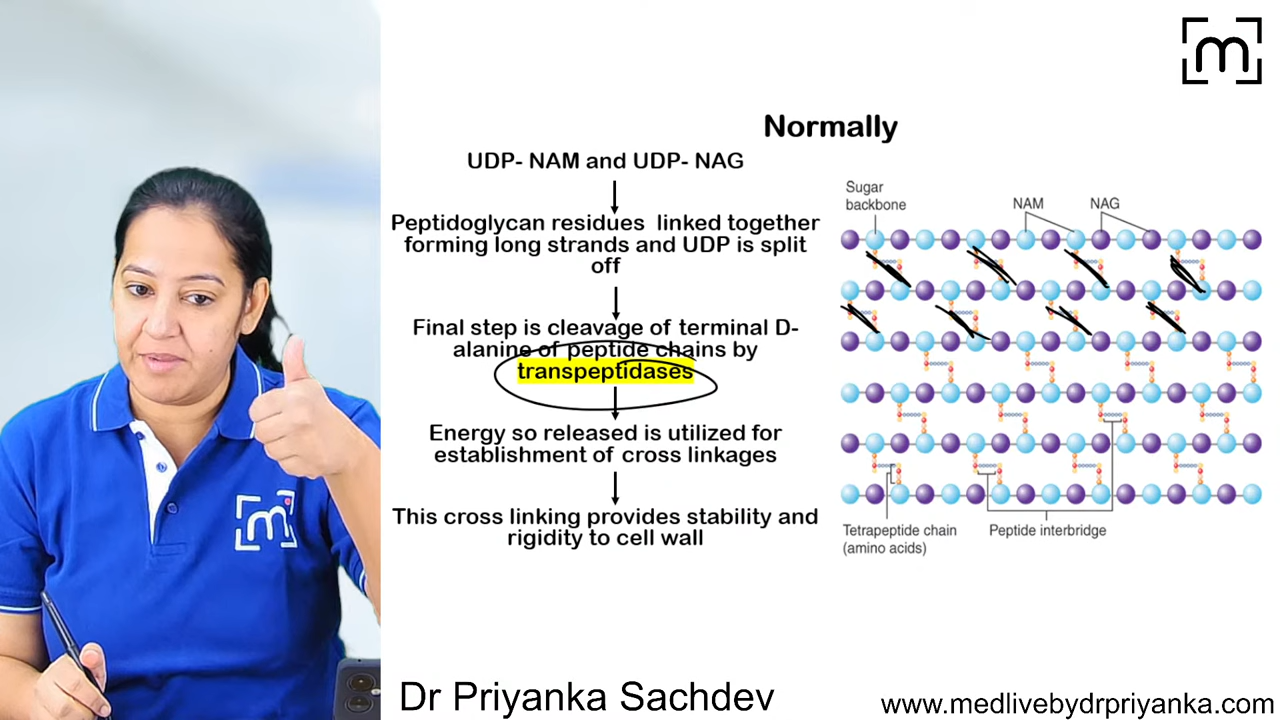 Normally
UDP- NAM and UDP- NAG
Peptidoglycan residues linked together
forming long strands and UDP is split
off
Final step is cleavage of terminal D-
alanine of peptide chains by
transpeptidases
Energy so released is utilized for
establishment of cross linkages
This cross linking provides stability and
rigidity to cell wall
Sugar
backbone
NAM
NAG
Tetrapeptide chain
(amino acids)
Peptide interbridge
m
m
Dr Priyanka Sachdev
www.medlivebydrpriyanka.com